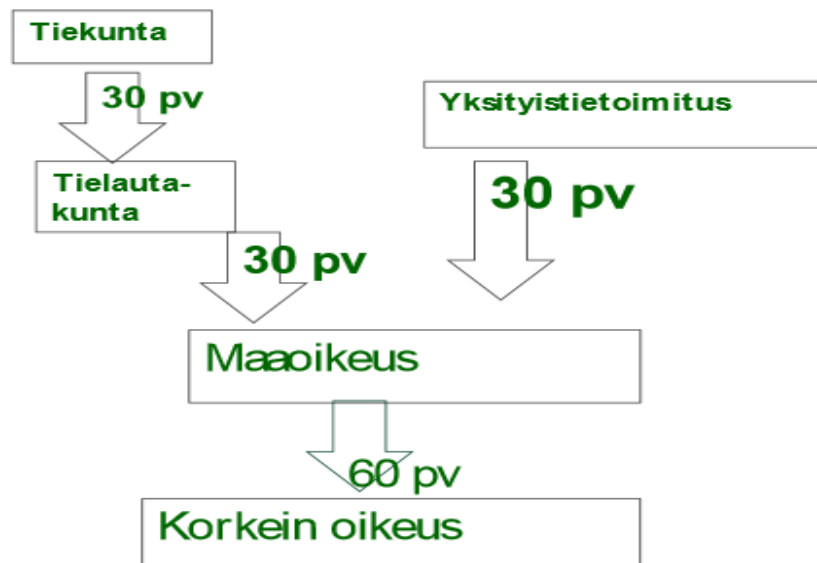 Tiekunta
30 pv
Yksityistietoimitus
Tielauta-
kunta
30 pv
30 pv
Maaoikeus
60 pv
Korkein oikeus